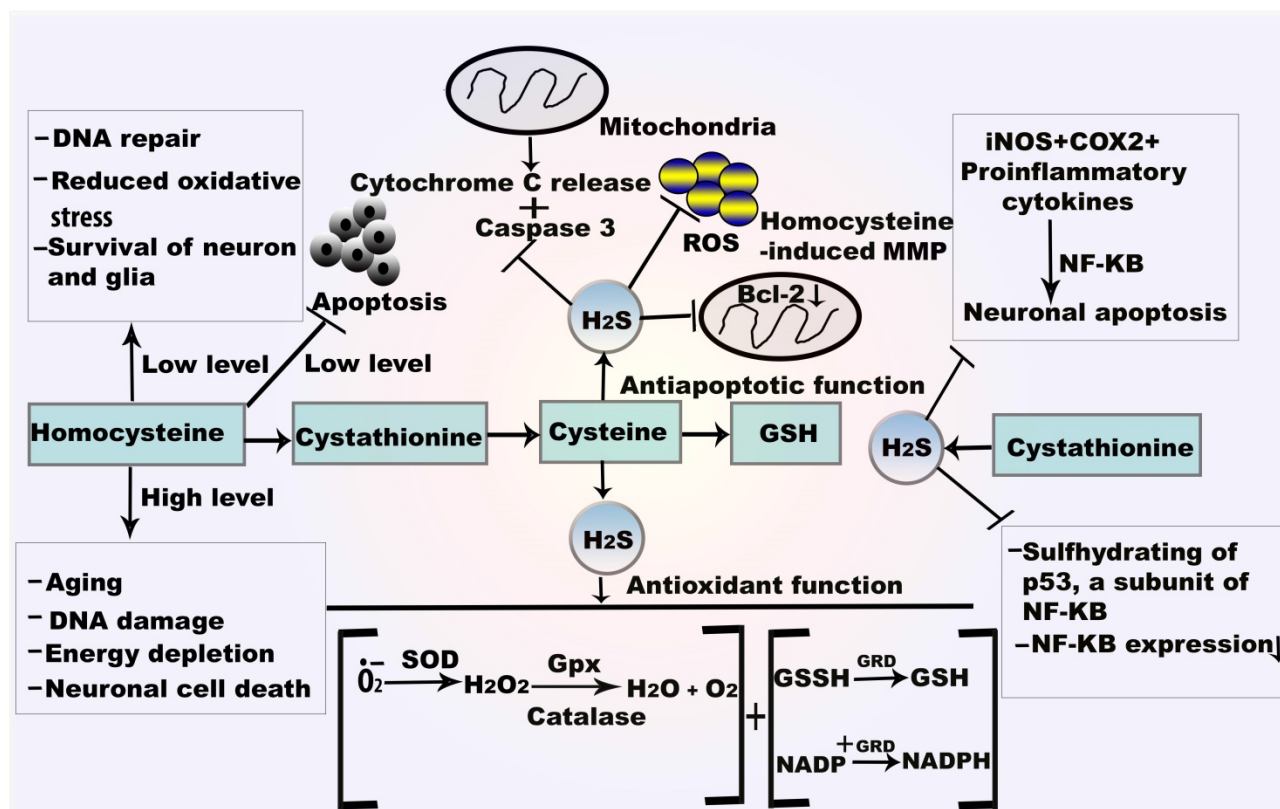 - DNA repair
- Reduced oxidative
stress
- Survival of neuron
and glia
Mitochondria
Cytochrome C release
+
Caspase 3
ROS
Homocysteine
-induced MMP
iNOS+COX2+
Proinflammatory
cytokines
NF-KB
Neuronal apoptosis
Apoptosis
H2S
Bcl-2↓
Low level
Low level
Antiapoptotic function
Homocysteine
Cystathionine
Cysteine
GSH
H2S
Cystathionine
High level
H2S
Antioxidant function
- Aging
- DNA damage
- Energy depletion
- Neuronal cell death
- Sulfhydrating of
p53, a subunit of
NF-KB
- NF-KB expression↓
O2•− SOD H2O2 Gpx H2O + O2
Catalase
+
GSSH GRD GSH
NADP+ GRD NADPH